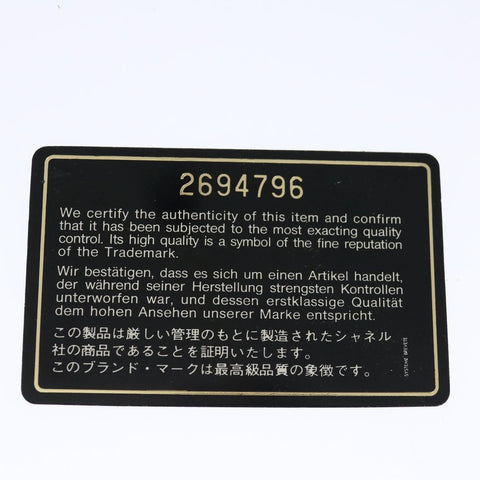 2694796
We certify the authenticity of this item and confirm
that it has been subjected to the most exacting quality
control. Its high quality is a symbol of the fine reputation
of the Trademark.
Wir bestätigen, dass es sich um einen Artikel handelt,
der während seiner Herstellung strengsten Kontrollen
unterworfen war, und dessen erstklassige Qualität
dem hohen Ansehen unserer Marke entspricht.
この製品は厳しい管理のもとに製造されたシャネル
社の商品であることを証明いたします。
このブランド・マークは最高級品質の象徴です。
SYSTEME BREVETE